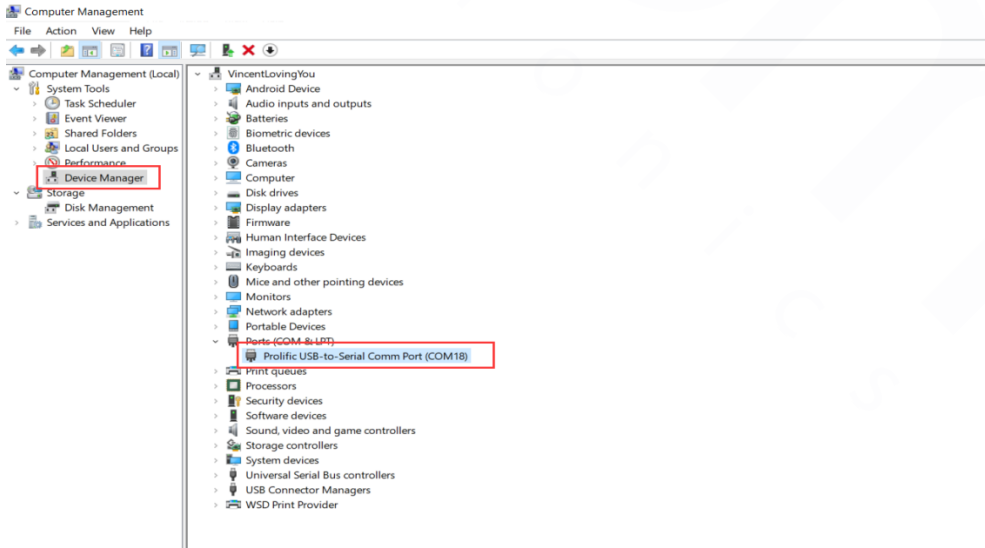 Computer Management
File Action View Help
Computer Management (Local)
System Tools
Task Scheduler
Event Viewer
Shared Folders
Local Users and Groups
Performance
Device Manager
Storage
Disk Management
Services and Applications
VincentLovingYou
Android Device
Audio inputs and outputs
Batteries
Biometric devices
Bluetooth
Cameras
Computer
Disk drives
Display adapters
Firmware
Human Interface Devices
Imaging devices
Keyboards
Mice and other pointing devices
Monitors
Network adapters
Portable Devices
Ports (COM & LPT)
Prolific USB-to-Serial Comm Port (COM18)
Print queues
Processors
Security devices
Software devices
Sound, video and game controllers
Storage controllers
System devices
Universal Serial Bus controllers
USB Connector Managers
WSD Print Provider